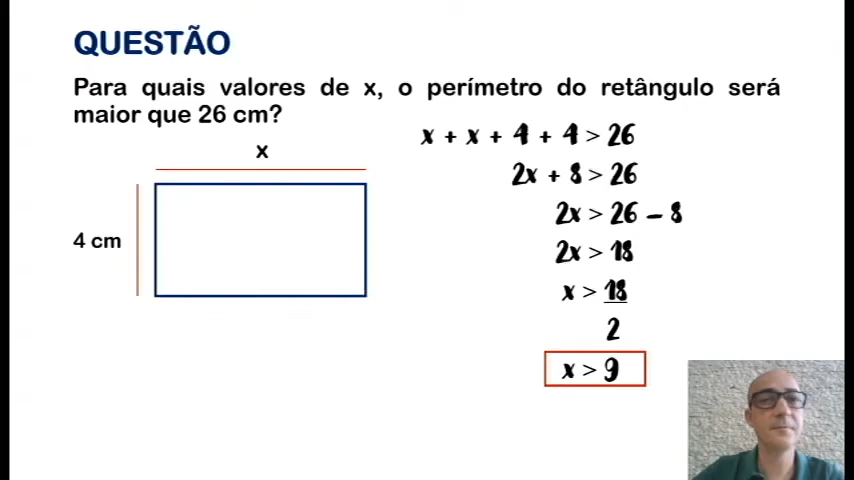 QUESTÃO
Para quais valores de x, o perímetro do retângulo será
maior que 26 cm?
x
4 cm
x + x + 4 + 4 > 26
2x + 8 > 26
2x > 26 - 8
2x > 18
x > 18
2
x > 9